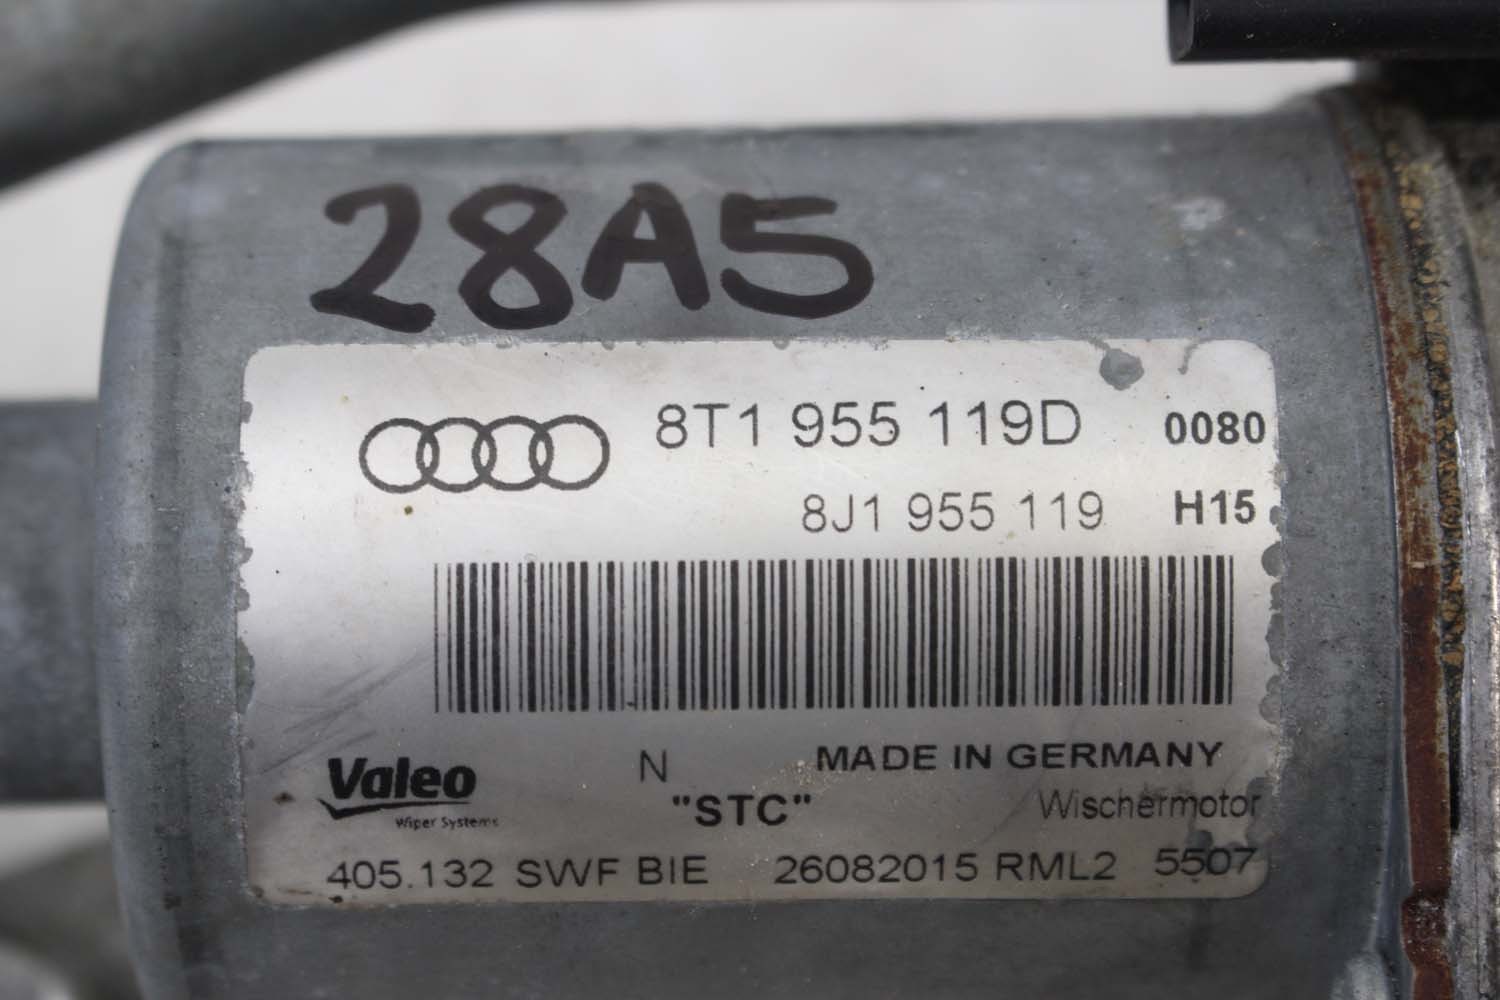 28A5
8T1 955 119D 0080
8J1 955 119 H15
Valeo N MADE IN GERMANY
Wiper Systems "STC" Wischermotor
405.132 SWF BIE 26082015 RML2 5507